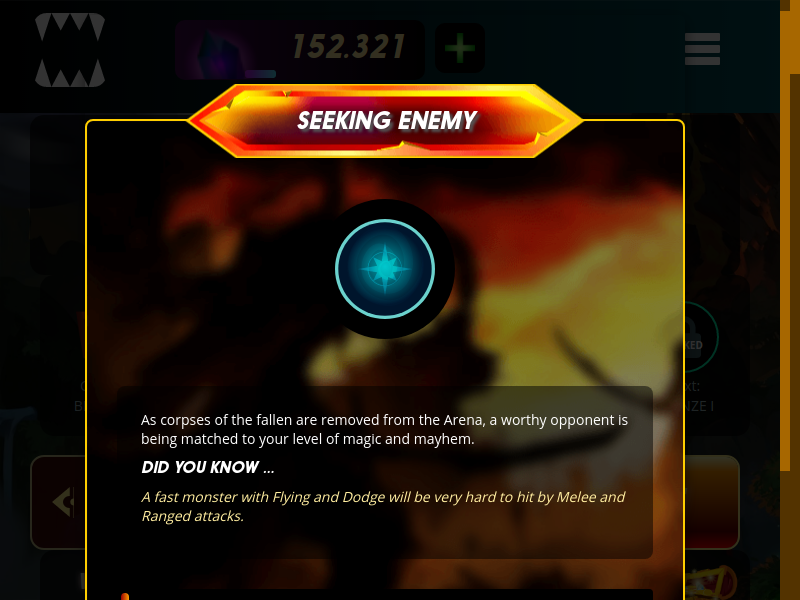 152.321
SEEKING ENEMY
As corpses of the fallen are removed from the Arena, a worthy opponent is
being matched to your level of magic and mayhem.
DID YOU KNOW ...
A fast monster with Flying and Dodge will be very hard to hit by Melee and
Ranged attacks.